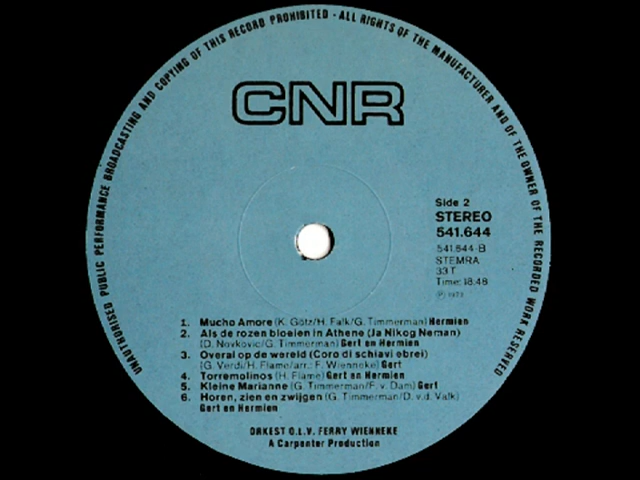 UNAUTHORISED PUBLIC PERFORMANCE BROADCASTING AND COPYING OF THIS RECORD PROHIBITED - ALL RIGHTS OF THE MANUFACTURER AND OF THE OWNER OF THE RECORDED WORK RESERVED
CNR
Side 2
STEREO
541.644
541.644-B
STEMRA
33 T
Time: 18.48
1. Mucho Amore (K. Götz/H. Falk/G. Timmerman) Hermien
2. Als de rozen bloeien in Athene (Ja Nikog Neman)
(D. Novkovic/G. Timmerman) Gert en Hermien
3. Overal op de wereld (Coro di schiavi ebrei)
(G. Verdi/H. Flame/arr.: F. Wienneke) Gert
4. Torremolinos (H. Flame) Gert en Hermien
5. Kleine Marianne (G. Timmerman/F. v. Dam) Gert
6. Horen, zien en zwijgen (G. Timmerman/D. v.d. Valk)
Gert en Hermien
ORKEST O.L.V. FERRY WIENNEKE
A Carpenter Production